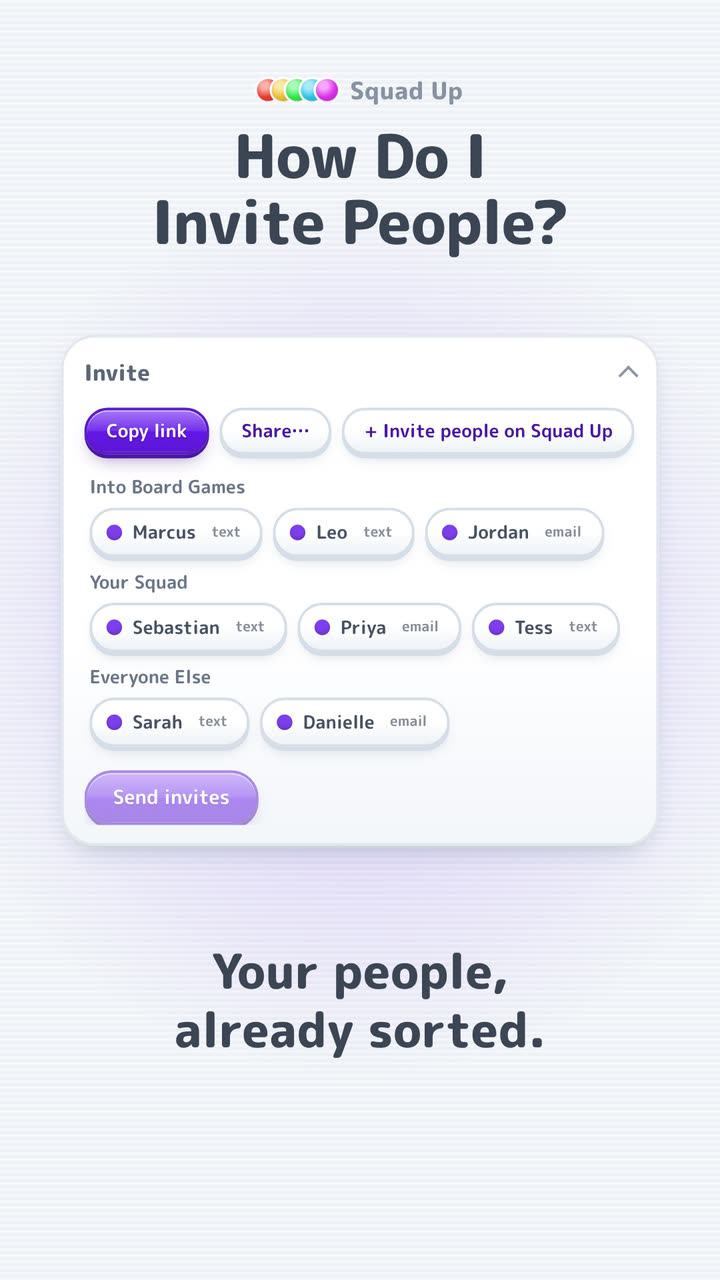 Squad Up
How Do I
Invite People?
Invite
Copy link Share··· + Invite people on Squad Up
Into Board Games
Marcus text Leo text Jordan email
Your Squad
Sebastian text Priya email Tess text
Everyone Else
Sarah text Danielle email
Send invites
Your people,
already sorted.